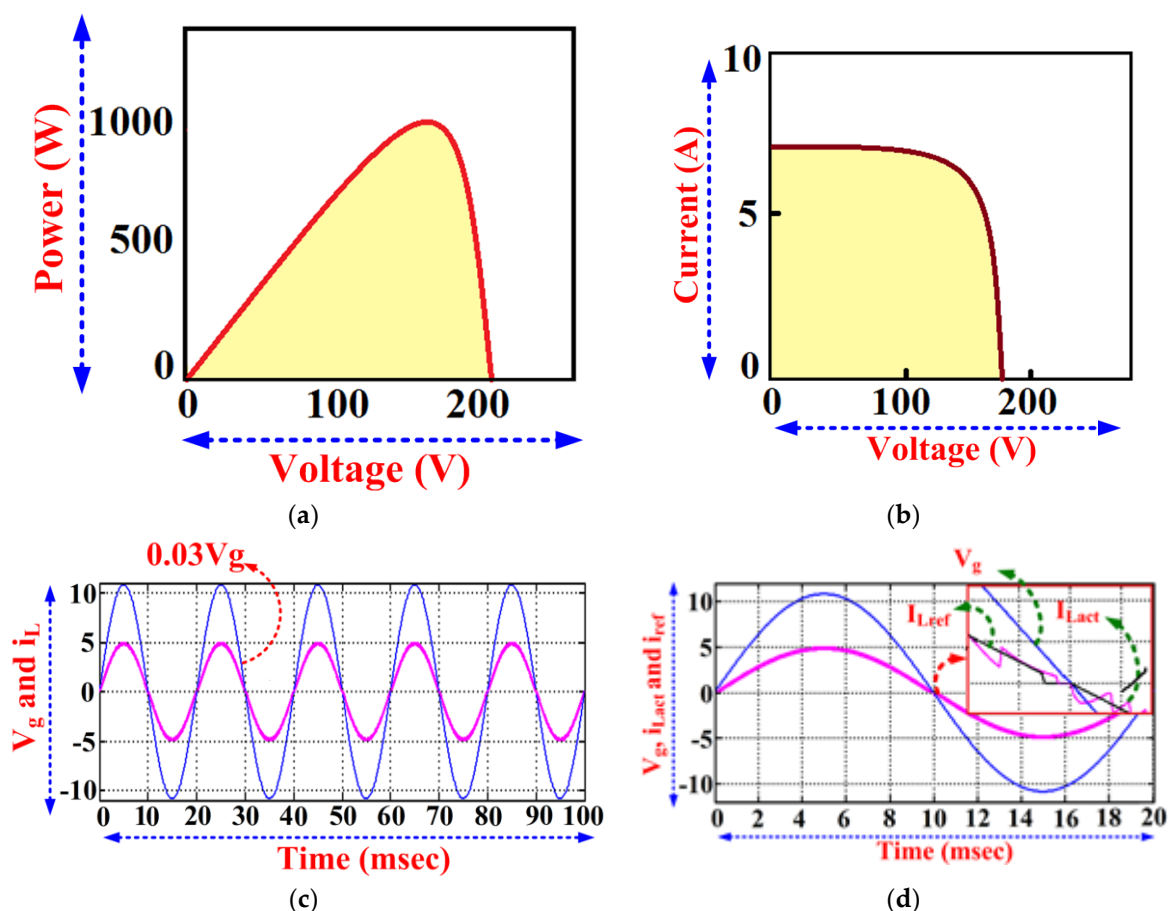 Power (W)
1000
500
0
0 100 200
Voltage (V)
(a)
Current (A)
10
5
0
0 100 200
Voltage (V)
(b)
0.03Vg
Vg and iL
10
5
0
-5
-10
0 10 20 30 40 50 60 70 80 90 100
Time (msec)
(c)
Vg
ILref
ILact
Vg, iLact and iref
10
5
0
-5
-10
0 2 4 6 8 10 12 14 16 18 20
Time (msec)
(d)